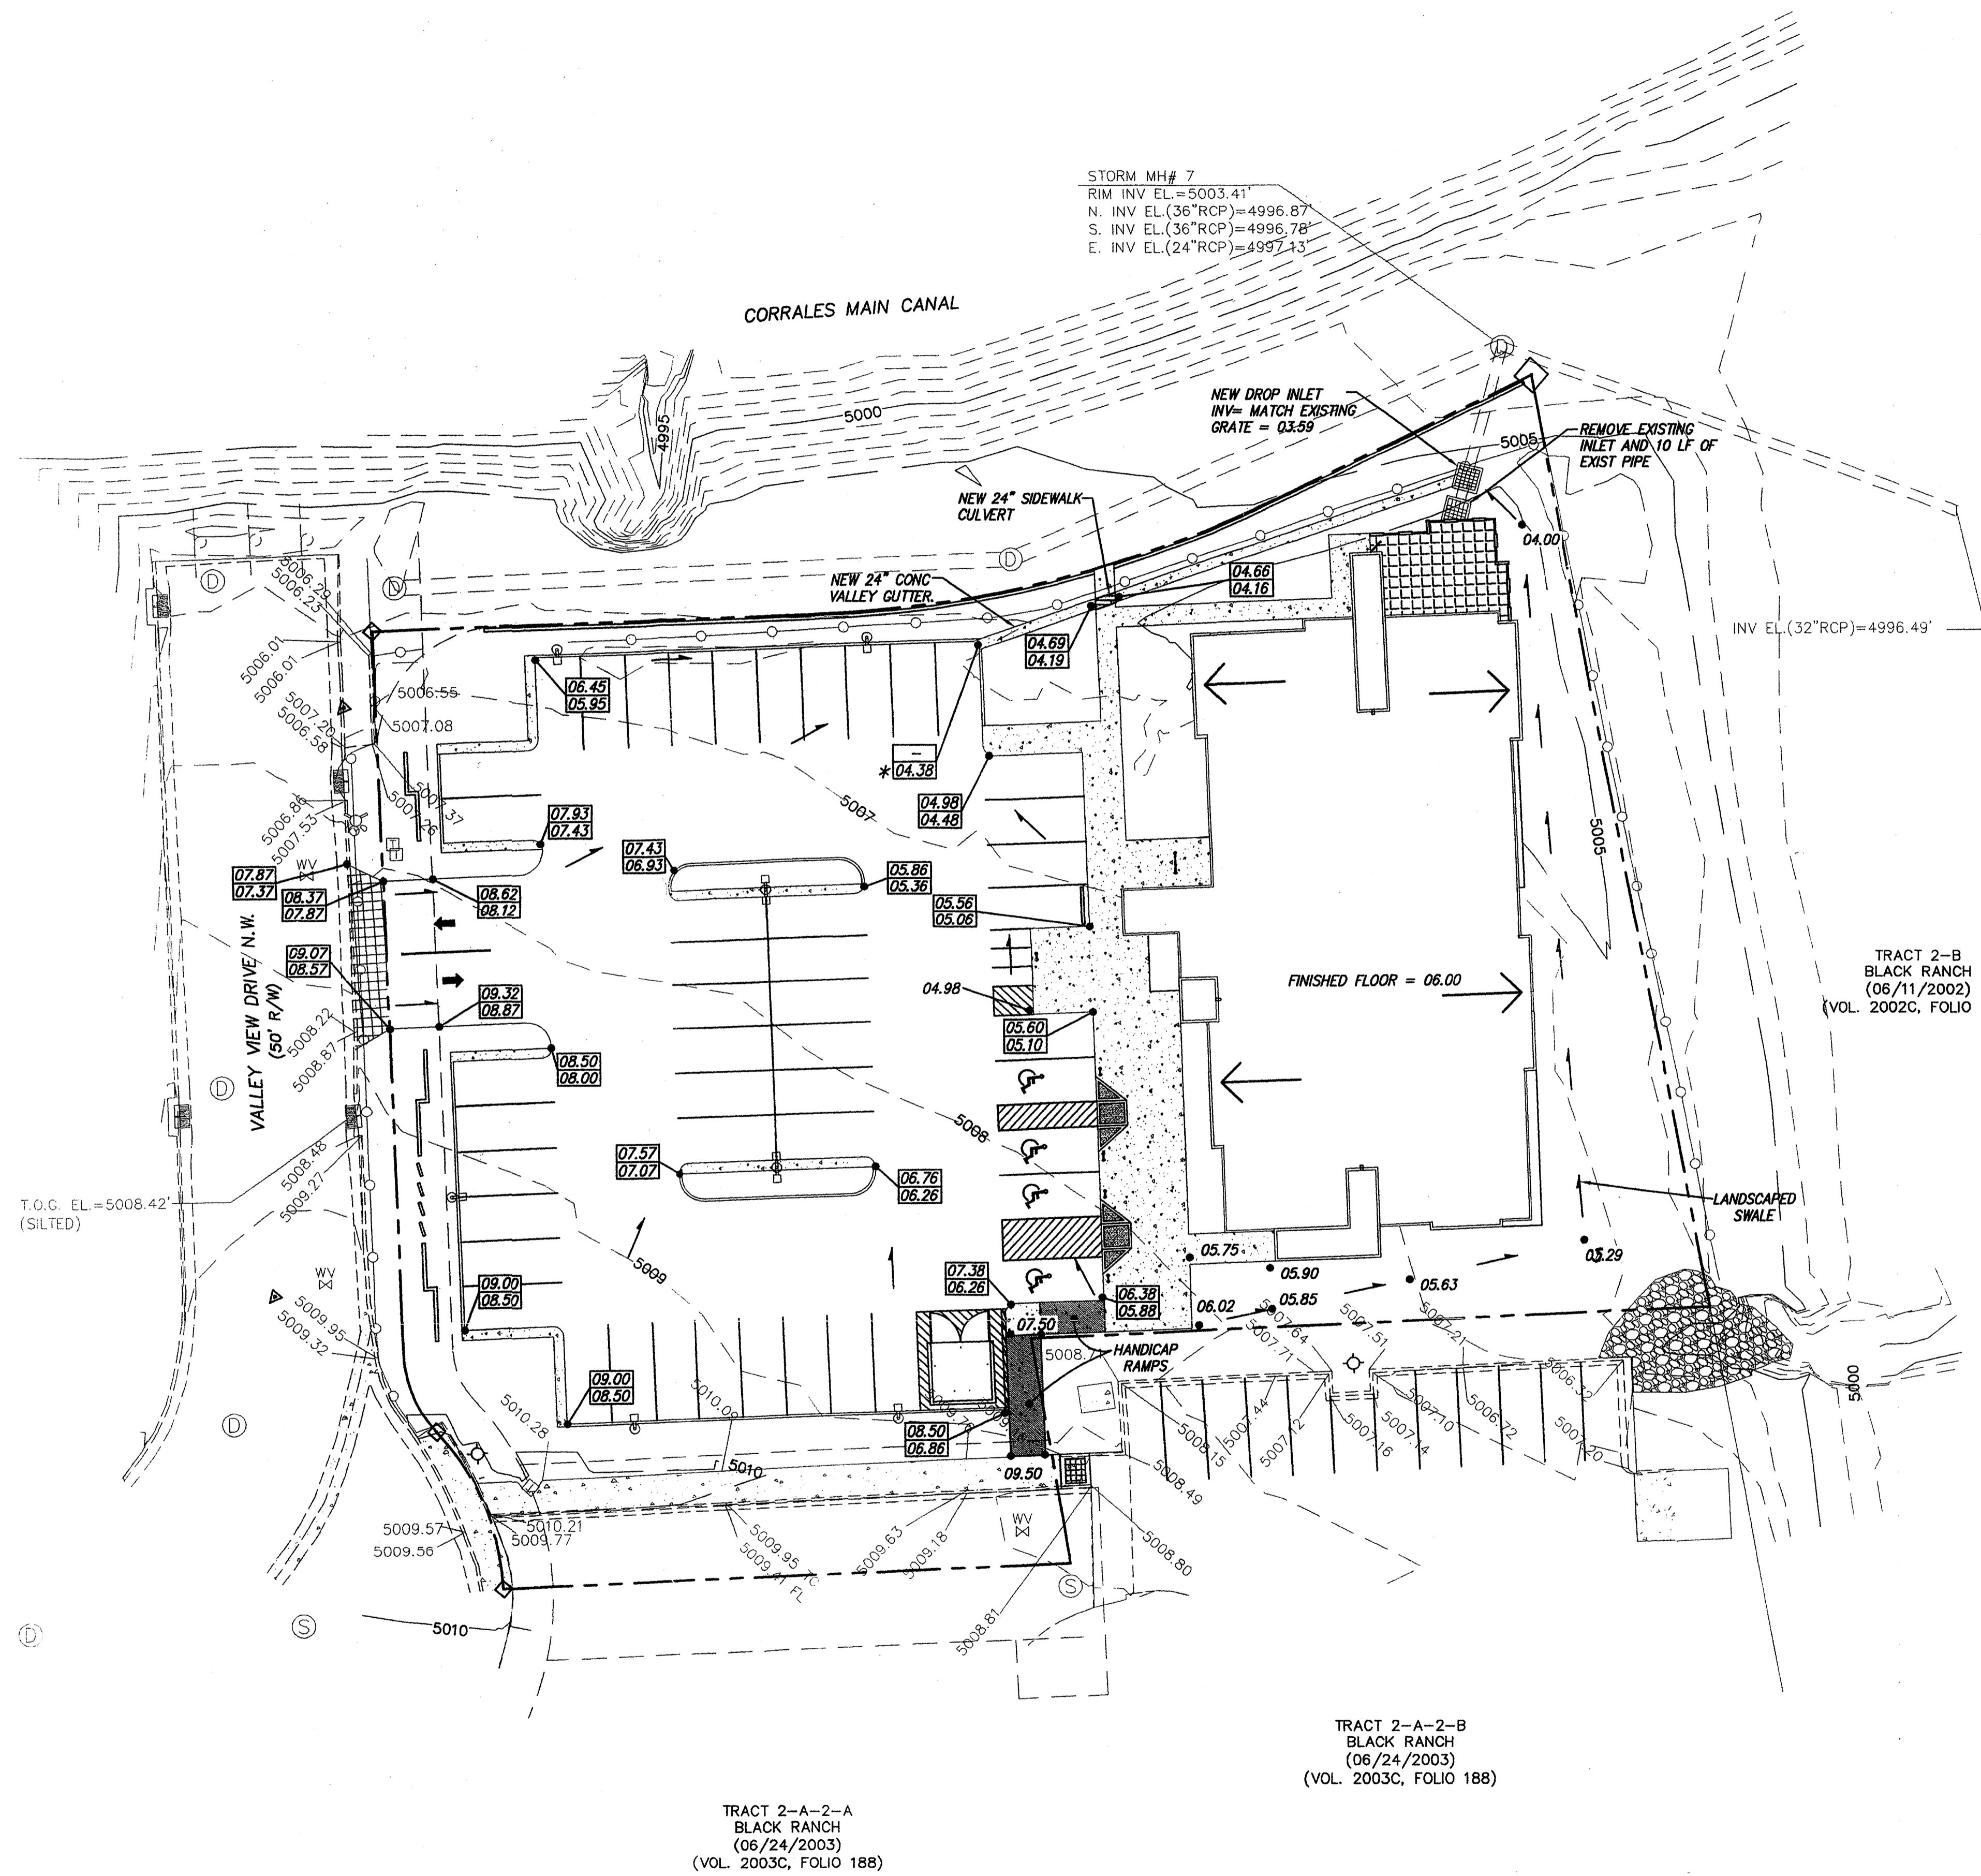 STORM MH# 7
RIM INV EL.=5003.41'
N. INV EL.(36"RCP)=4996.87'
S. INV EL.(36"RCP)=4996.78'
E. INV EL.(24"RCP)=4997.13'
CORRALES MAIN CANAL
5000
4995
NEW DROP INLET
INV= MATCH EXISTING
GRATE = 03.59
5005
REMOVE EXISTING
INLET AND 10 LF OF
EXIST PIPE
NEW 24" SIDEWALK
CULVERT
04.00
D
D
D
NEW 24" CONC
VALLEY GUTTER
04.66
04.16
INV EL.(32"RCP)=4996.49'
5006.29
5006.23
5006.01
5006.01
5007.20
5006.58
04.69
04.19
5006.55
5007.08
06.45
05.95
-
* 04.38
5007
04.98
04.48
5007.37
5007.26
5006.86
5007.53
07.93
07.43
07.43
06.93
05.86
05.36
5005
WV
T
07.87
07.37
08.37
07.87
08.62
08.12
05.56
05.06
VALLEY VIEW DRIVE N.W.
(50' R/W)
09.07
08.57
09.32
08.87
04.98
FINISHED FLOOR = 06.00
TRACT 2-B
BLACK RANCH
(06/11/2002)
(VOL. 2002C, FOLIO
5008.22
5008.87
08.50
08.00
05.60
05.10
D
5008
5008.48
5009.27
07.57
07.07
06.76
06.26
T.O.G. EL.=5008.42'
(SILTED)
LANDSCAPED
SWALE
5009
05.75
05.90
05.63
WV
5009.95
5009.32
09.00
08.50
07.38
06.26
06.38
05.88
06.02
05.85
5007.64
5007.71
5007.51
5007.21
07.50
5008.71
HANDICAP
RAMPS
09.00
08.50
5006.32
5000
D
5010.28
5010.09
08.50
06.86
5008.15
5007.44
5007.12
5007.16
5007.14
5007.10
5006.72
5007.20
5010
09.50
5008.49
5009.57
5009.56
5010.21
5009.77
5009.95 TC
5009.41 FL
5009.63
5009.18
WV
5008.80
S
5008.81
D
S
5010
TRACT 2-A-2-B
BLACK RANCH
(06/24/2003)
(VOL. 2003C, FOLIO 188)
TRACT 2-A-2-A
BLACK RANCH
(06/24/2003)
(VOL. 2003C, FOLIO 188)